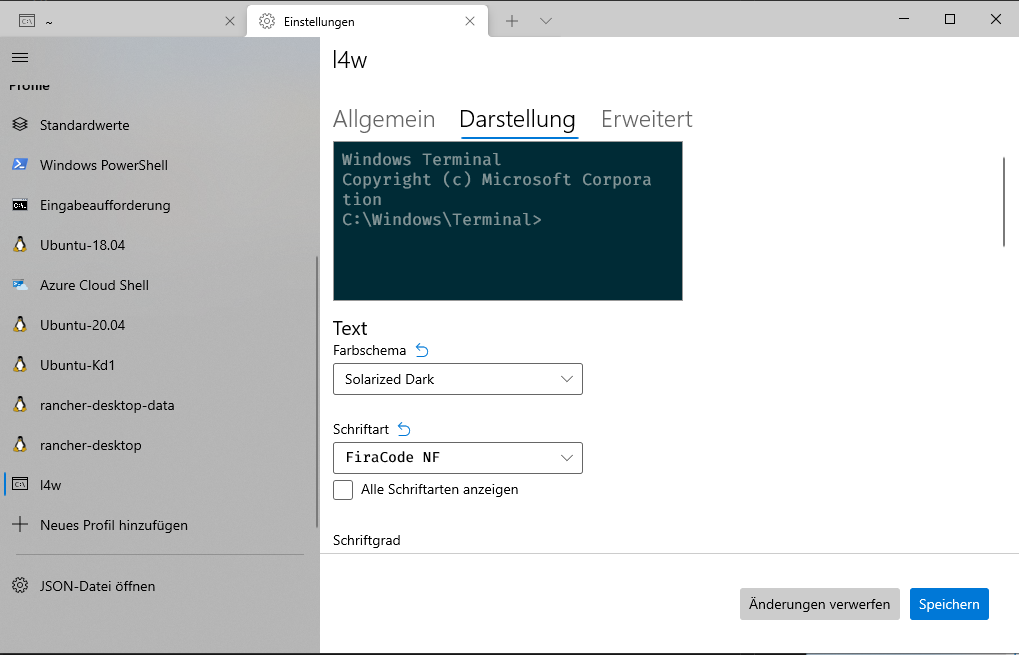 ~
Einstellungen
Profile
Standardwerte
Windows PowerShell
Eingabeaufforderung
Ubuntu-18.04
Azure Cloud Shell
Ubuntu-20.04
Ubuntu-Kd1
rancher-desktop-data
rancher-desktop
l4w
Neues Profil hinzufügen
JSON-Datei öffnen
l4w
Allgemein Darstellung Erweitert
Windows Terminal
Copyright (c) Microsoft Corpora
tion
C:\Windows\Terminal>
Text
Farbschema
Solarized Dark
Schriftart
FiraCode NF
Alle Schriftarten anzeigen
Schriftgrad
Änderungen verwerfen Speichern